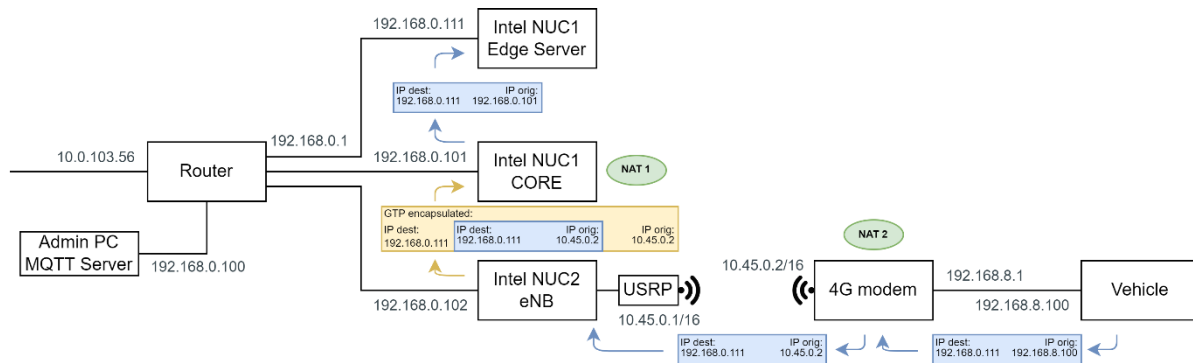 192.168.0.111
Intel NUC1
Edge Server
IP dest: IP orig:
192.168.0.111 192.168.0.101
10.0.103.56
192.168.0.1
Router
192.168.0.101
Intel NUC1
CORE
NAT 1
GTP encapsulated:
IP dest:
192.168.0.111
IP dest: IP orig:
192.168.0.111 10.45.0.2
IP orig:
10.45.0.2
Admin PC
MQTT Server
192.168.0.100
192.168.0.102
Intel NUC2
eNB
USRP
10.45.0.1/16
NAT 2
10.45.0.2/16
4G modem
192.168.8.1
192.168.8.100
Vehicle
IP dest: IP orig:
192.168.0.111 10.45.0.2
IP dest: IP orig:
192.168.0.111 192.168.8.100